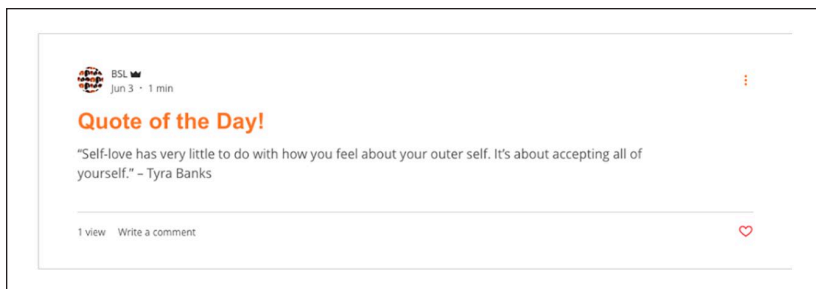 BSL
Jun 3 · 1 min
Quote of the Day!
“Self-love has very little to do with how you feel about your outer self. It’s about accepting all of
yourself.” – Tyra Banks
1 view Write a comment